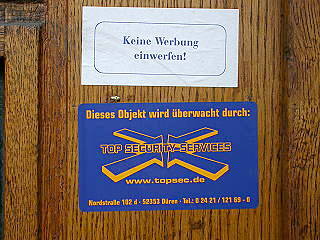 Keine Werbung
einwerfen!
Dieses Objekt wird überwacht durch:
TOP SECURITY SERVICES
www.topsec.de
Nordstraße 102 d · 52353 Düren · Tel.: 0 24 21 / 121 69 - 0